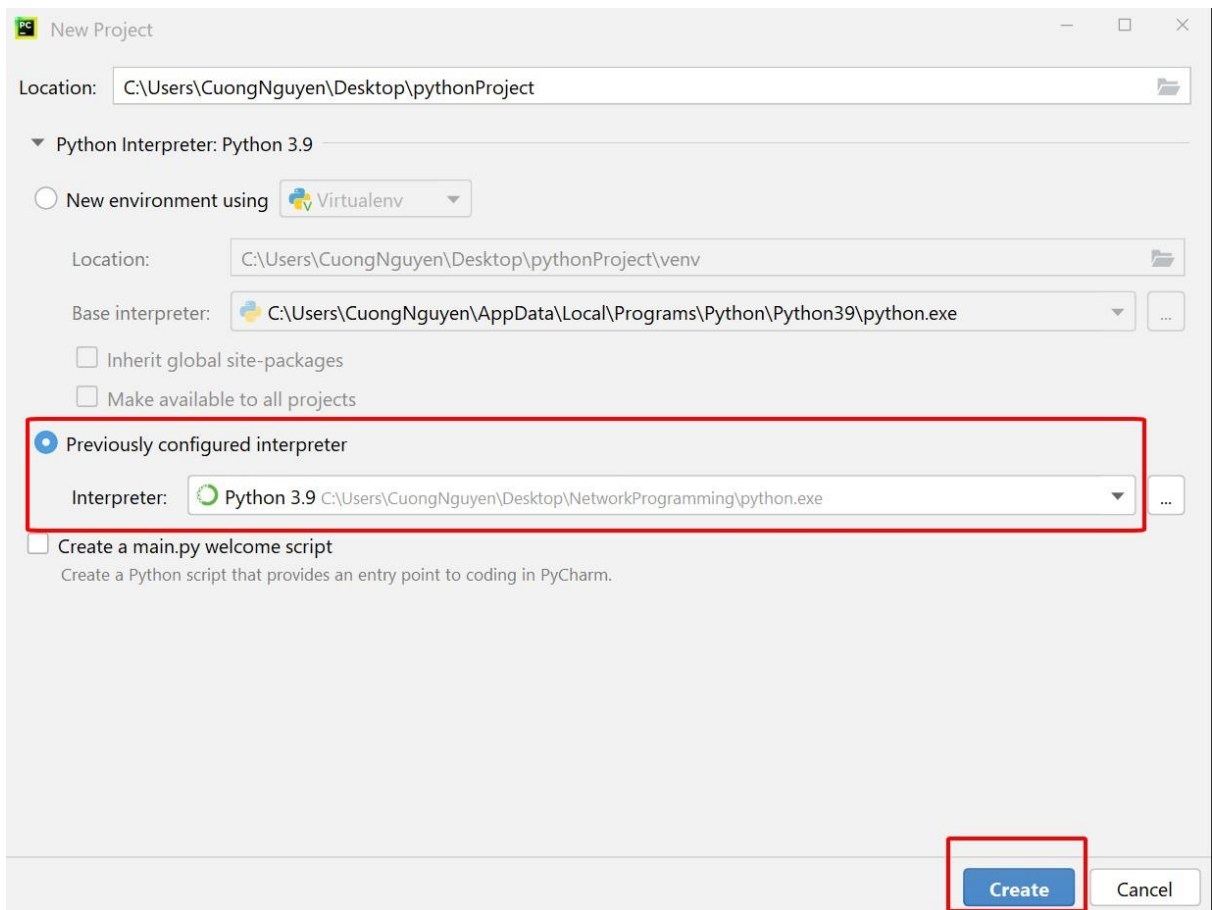 New Project
Location: C:\Users\CuongNguyen\Desktop\pythonProject
Python Interpreter: Python 3.9
New environment using Virtualenv
Location: C:\Users\CuongNguyen\Desktop\pythonProject\venv
Base interpreter: C:\Users\CuongNguyen\AppData\Local\Programs\Python\Python39\python.exe ...
Inherit global site-packages
Make available to all projects
Previously configured interpreter
Interpreter: Python 3.9 C:\Users\CuongNguyen\Desktop\NetworkProgramming\python.exe ...
Create a main.py welcome script
Create a Python script that provides an entry point to coding in PyCharm.
Create Cancel